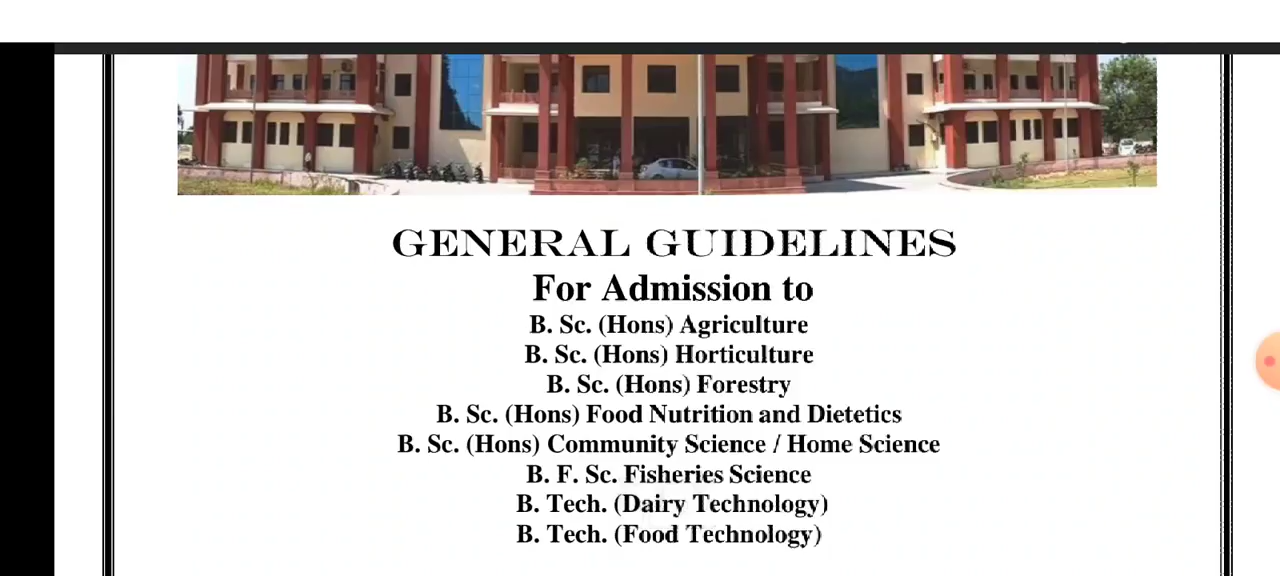 GENERAL GUIDELINES
For Admission to
B. Sc. (Hons) Agriculture
B. Sc. (Hons) Horticulture
B. Sc. (Hons) Forestry
B. Sc. (Hons) Food Nutrition and Dietetics
B. Sc. (Hons) Community Science / Home Science
B. F. Sc. Fisheries Science
B. Tech. (Dairy Technology)
B. Tech. (Food Technology)